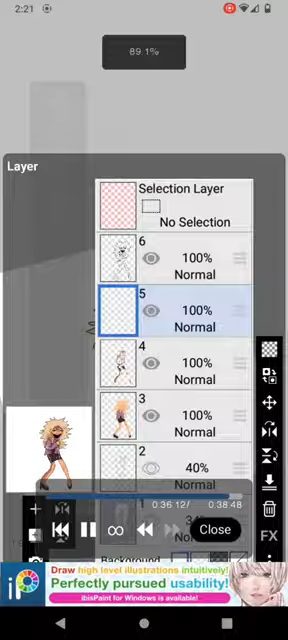 2:21
89.1%
Layer
Selection Layer
No Selection
6
100%
Normal
5
100%
Normal
4
100%
Normal
3
100%
Normal
2
40%
0:36:12/ 0:38:48
Close
Background
FX
Draw high level illustrations intuitively!
Perfectly pursued usability!
ibisPaint for Windows is available!